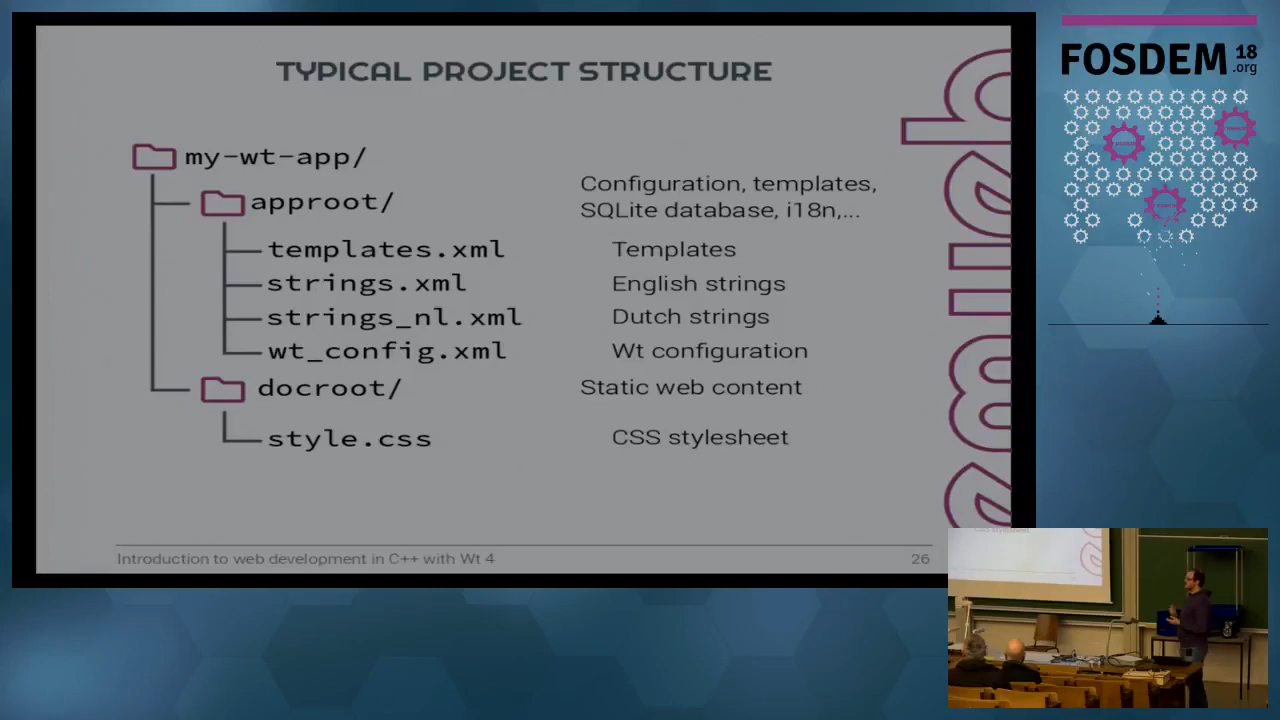 TYPICAL PROJECT STRUCTURE
my-wt-app/
approot/
Configuration, templates,
SQLite database, i18n,...
templates.xml Templates
strings.xml English strings
strings_nl.xml Dutch strings
wt_config.xml Wt configuration
docroot/ Static web content
style.css CSS stylesheet
Introduction to web development in C++ with Wt 4 26
FOSDEM 18
.org